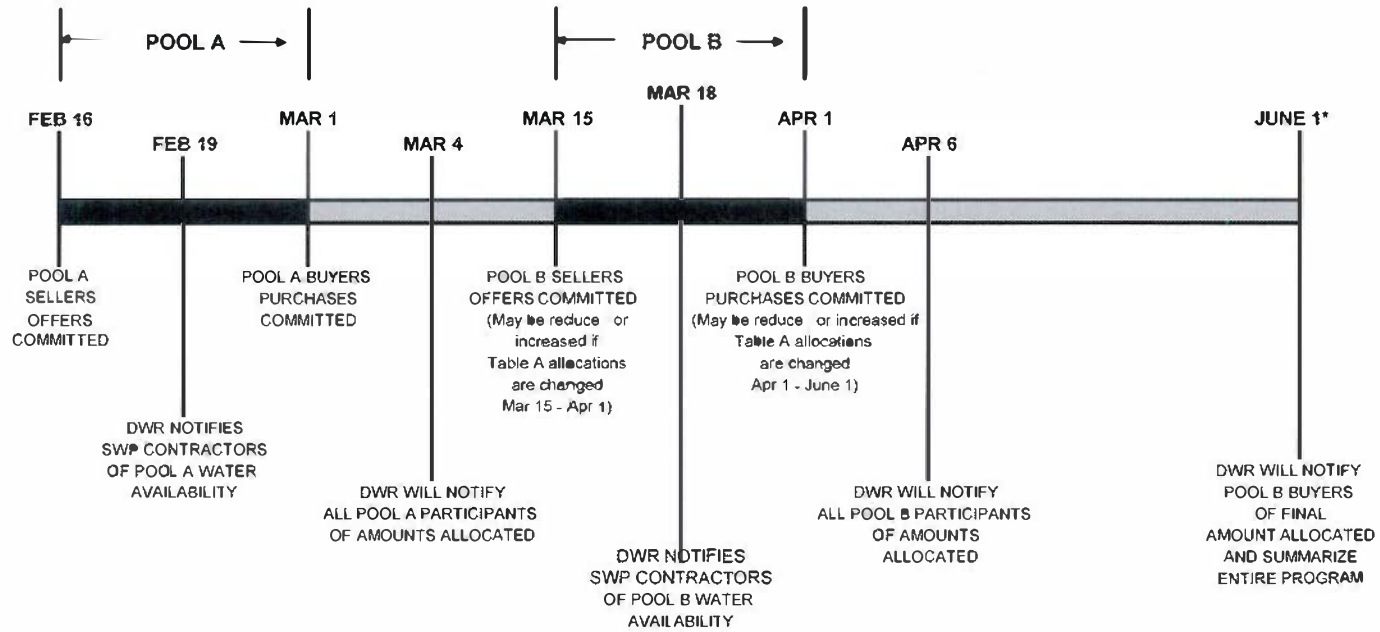 POOL A
POOL B
FEB 16
FEB 19
MAR 1
MAR 4
MAR 15
MAR 18
APR 1
APR 6
JUNE 1*
POOL A
SELLERS
OFFERS
COMMITTED
DWR NOTIFIES
SWP CONTRACTORS
OF POOL A WATER
AVAILABILITY
POOL A BUYERS
PURCHASES
COMMITTED
DWR WILL NOTIFY
ALL POOL A PARTICIPANTS
OF AMOUNTS ALLOCATED
POOL B SELLERS
OFFERS COMMITTED
(May be reduce or
increased if
Table A allocations
are changed
Mar 15 - Apr 1)
DWR NOTIFIES
SWP CONTRACTORS
OF POOL B WATER
AVAILABILITY
POOL B BUYERS
PURCHASES COMMITTED
(May be reduce or increased if
Table A allocations
are changed
Apr 1 - June 1)
DWR WILL NOTIFY
ALL POOL B PARTICIPANTS
OF AMOUNTS
ALLOCATED
DWR WILL NOTIFY
POOL B BUYERS
OF FINAL
AMOUNT ALLOCATED
AND SUMMARIZE
ENTIRE PROGRAM